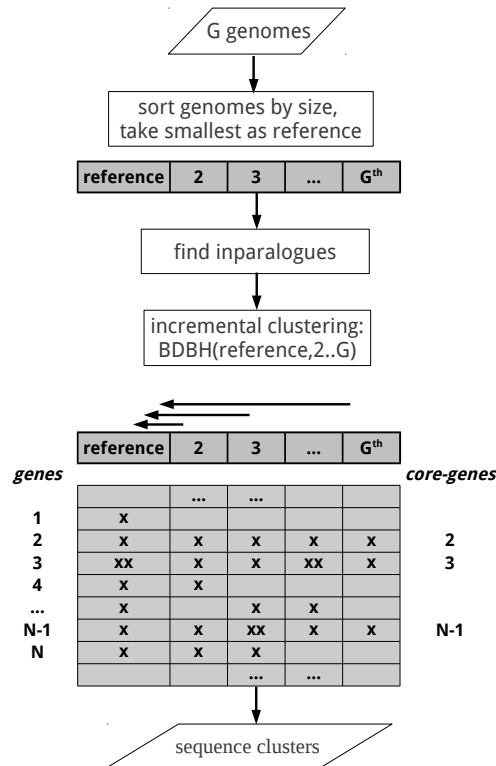 G genomes
sort genomes by size,
take smallest as reference
reference 2 3 ... Gth
find inparalogues
incremental clustering:
BDBH(reference,2..G)
reference 2 3 ... Gth
genes core-genes
... ...
1 x
2 x x x x x 2
3 xx x x xx x 3
4 x x
... x x x
N-1 x x xx x x N-1
N x x x
... ...
sequence clusters